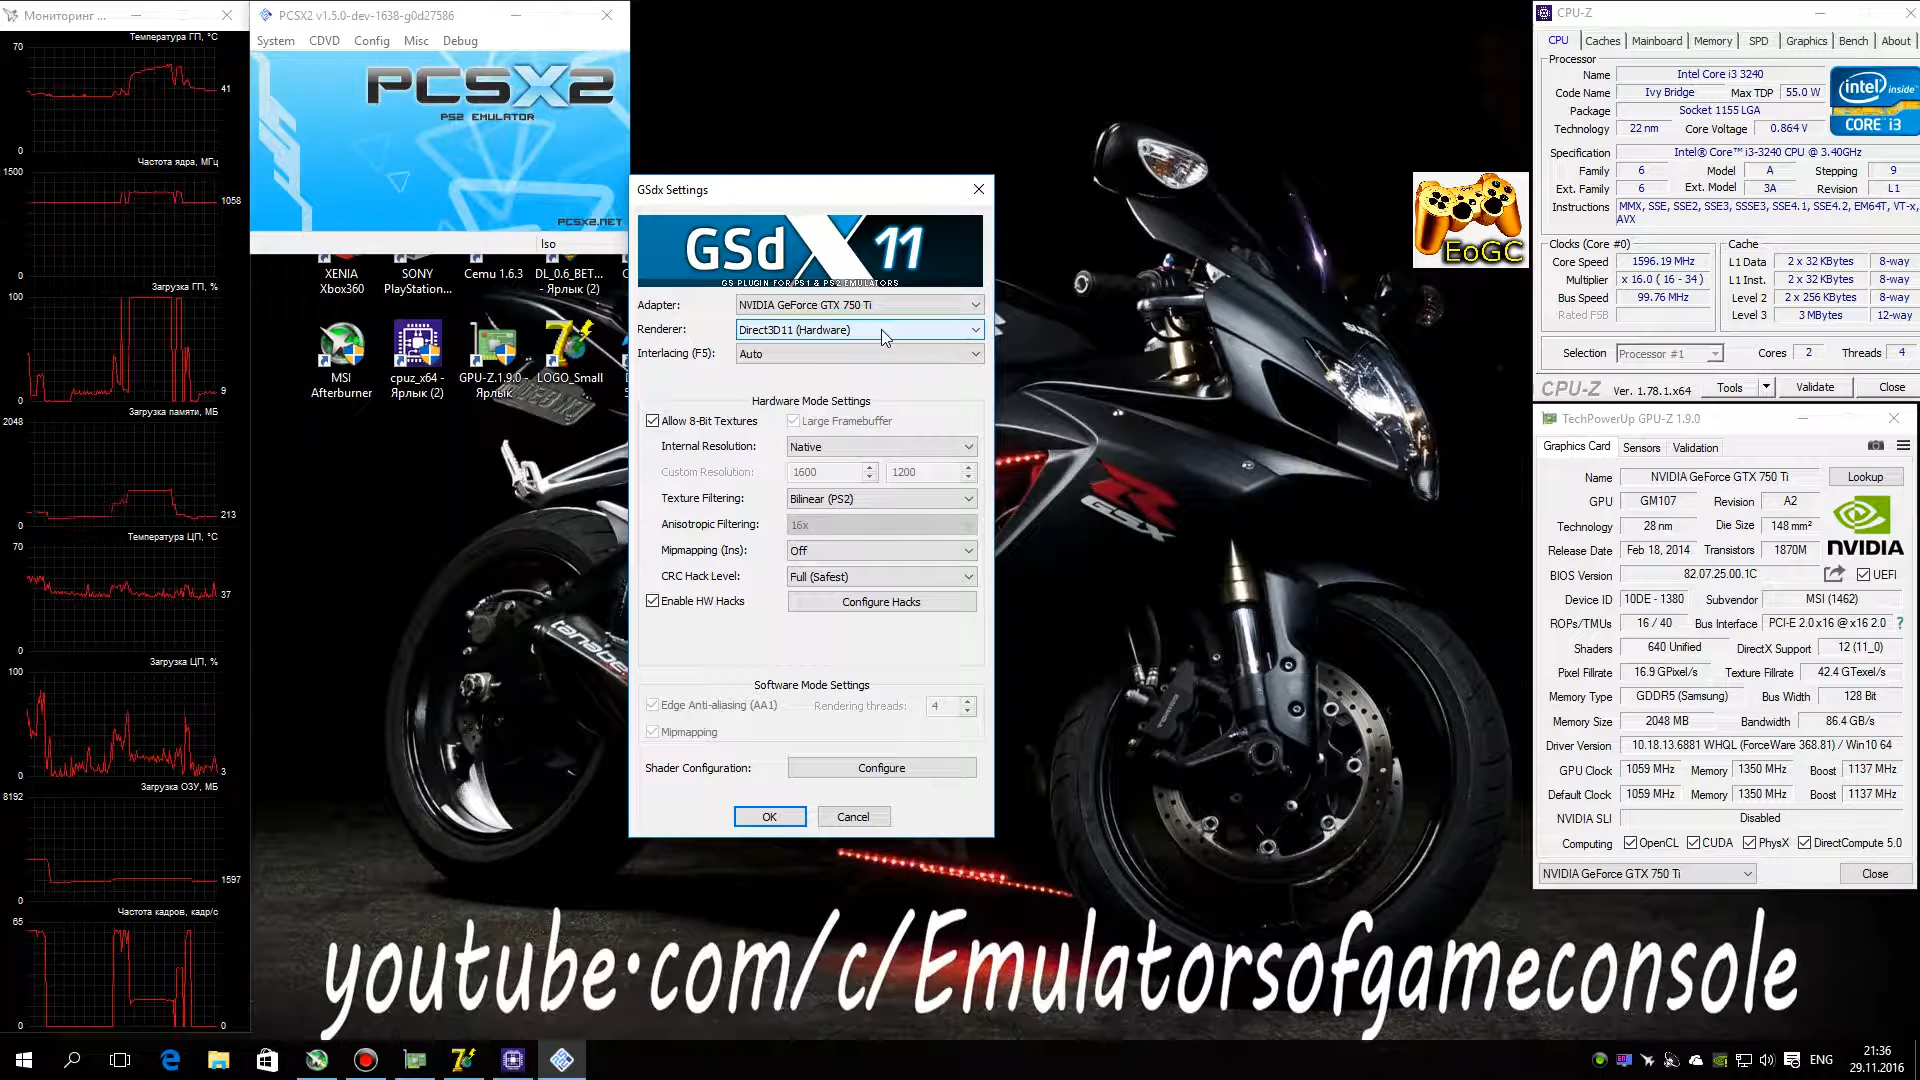 Мониторинг ...
Температура ГП, °C
70
41
0
Частота ядра, МГц
1500
1058
0
Загрузка ГП, %
100
9
0
Загрузка памяти, МБ
2048
213
0
Температура ЦП, °C
70
37
0
Загрузка ЦП, %
100
3
0
Загрузка ОЗУ, МБ
8192
1597
0
Частота кадров, кадр/с
65
0
0
PCSX2 v1.5.0-dev-1638-g0d27586
System CDVD Config Misc Debug
PCSX2
PS2 EMULATOR
PCSX2.NET
Iso
XENIA Xbox360
SONY PlayStation...
Cemu 1.6.3
DL_0.6_BET... - Ярлык (2)
MSI Afterburner
cpuz_x64 - Ярлык (2)
GPU-Z.1.9.0 - Ярлык
LOGO_Small
GSdx Settings
GSdX 11
GS PLUGIN FOR PS1 & PS2 EMULATORS
Adapter: NVIDIA GeForce GTX 750 Ti
Renderer: Direct3D11 (Hardware)
Interlacing (F5): Auto
Hardware Mode Settings
Allow 8-Bit Textures Large Framebuffer
Internal Resolution: Native
Custom Resolution: 1600 1200
Texture Filtering: Bilinear (PS2)
Anisotropic Filtering: 16x
Mipmapping (Ins): Off
CRC Hack Level: Full (Safest)
Enable HW Hacks Configure Hacks
Software Mode Settings
Edge Anti-aliasing (AA1) Rendering threads: 4
Mipmapping
Shader Configuration: Configure
OK Cancel
EoGC
SUZUKI
GSX
R
tanabe
CPU-Z
CPU Caches Mainboard Memory SPD Graphics Bench About
Processor
Name Intel Core i3 3240
Code Name Ivy Bridge Max TDP 55.0 W
Package Socket 1155 LGA
Technology 22 nm Core Voltage 0.864 V
intel inside
CORE i3
Specification Intel® Core™ i3-3240 CPU @ 3.40GHz
Family 6 Model A Stepping 9
Ext. Family 6 Ext. Model 3A Revision L1
Instructions MMX, SSE, SSE2, SSE3, SSSE3, SSE4.1, SSE4.2, EM64T, VT-x,
AVX
Clocks (Core #0) Cache
Core Speed 1596.19 MHz L1 Data 2 x 32 KBytes 8-way
Multiplier x 16.0 ( 16 - 34 ) L1 Inst. 2 x 32 KBytes 8-way
Bus Speed 99.76 MHz Level 2 2 x 256 KBytes 8-way
Rated FSB Level 3 3 MBytes 12-way
Selection Processor #1 Cores 2 Threads 4
CPU-Z Ver. 1.78.1.x64 Tools Validate Close
TechPowerUp GPU-Z 1.9.0
Graphics Card Sensors Validation
Name NVIDIA GeForce GTX 750 Ti Lookup
GPU GM107 Revision A2
Technology 28 nm Die Size 148 mm²
Release Date Feb 18, 2014 Transistors 1870M
NVIDIA
BIOS Version 82.07.25.00.1C UEFI
Device ID 10DE - 1380 Subvendor MSI (1462)
ROPs/TMUs 16 / 40 Bus Interface PCI-E 2.0 x16 @ x16 2.0 ?
Shaders 640 Unified DirectX Support 12 (11_0)
Pixel Fillrate 16.9 GPixel/s Texture Fillrate 42.4 GTexel/s
Memory Type GDDR5 (Samsung) Bus Width 128 Bit
Memory Size 2048 MB Bandwidth 86.4 GB/s
Driver Version 10.18.13.6881 WHQL (ForceWare 368.81) / Win10 64
GPU Clock 1059 MHz Memory 1350 MHz Boost 1137 MHz
Default Clock 1059 MHz Memory 1350 MHz Boost 1137 MHz
NVIDIA SLI Disabled
Computing OpenCL CUDA PhysX DirectCompute 5.0
NVIDIA GeForce GTX 750 Ti Close
youtube.com/c/Emulatorsofgameconsole
ENG
21:36
29.11.2016